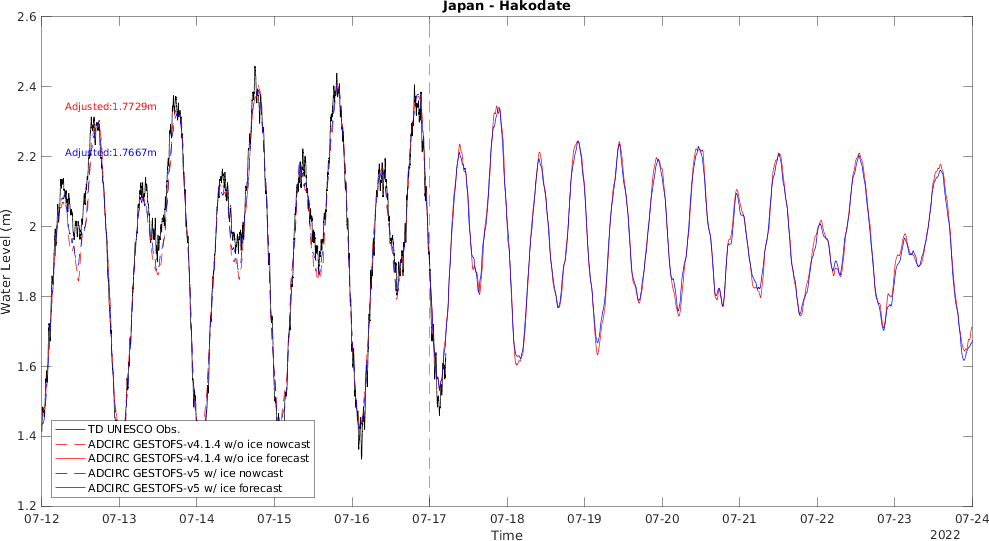 Japan - Hakodate
2.6
2.4
2.2
2
1.8
1.6
1.4
1.2
Water Level (m)
Adjusted:1.7729m
Adjusted:1.7667m
TD UNESCO Obs.
ADCIRC GESTOFS-v4.1.4 w/o ice nowcast
ADCIRC GESTOFS-v4.1.4 w/o ice forecast
ADCIRC GESTOFS-v5 w/ ice nowcast
ADCIRC GESTOFS-v5 w/ ice forecast
07-12 07-13 07-14 07-15 07-16 07-17 07-18 07-19 07-20 07-21 07-22 07-23 07-24
Time
2022